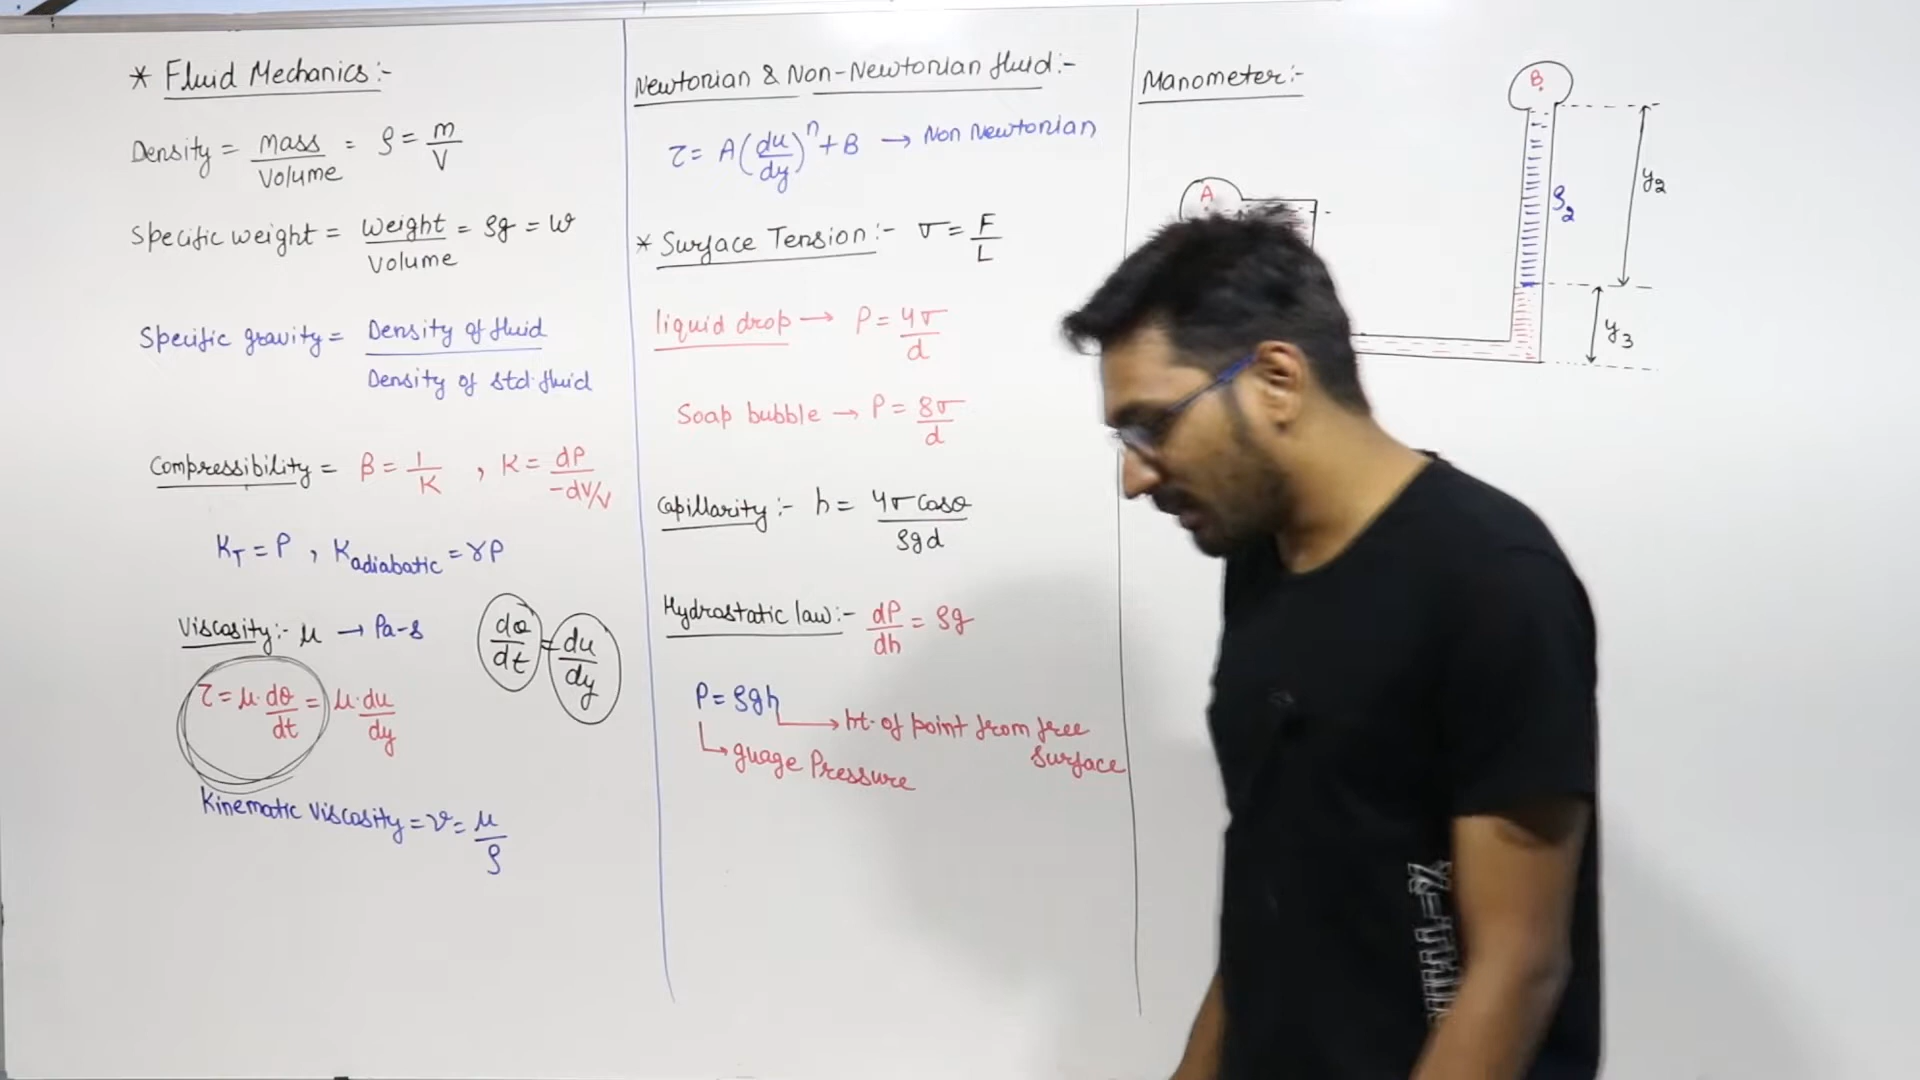 * Fluid Mechanics:-
Density = mass/volume = ρ = m/V
Specific weight = weight/volume = ρg = w
Specific gravity = Density of fluid/Density of std. fluid
Compressibility = β = 1/K , K = dP/-dV/V
K_T = P , K_adiabatic = γP
Viscosity:- μ → Pa-s
dθ/dt = du/dy
τ = μ·dθ/dt = μ·du/dy
Kinematic viscosity = ν = μ/ρ
Newtonian & Non-Newtonian fluid:-
τ = A(du/dy)^n + B → Non Newtonian
* Surface Tension:- σ = F/L
liquid drop → P = 4σ/d
Soap bubble → P = 8σ/d
Capillarity:- h = 4σ cosθ/ρgd
Hydrostatic law:- dP/dh = ρg
P = ρgh
ht. of point from free
surface
guage Pressure
Manometer:-
B
A
ρ2
y2
y3